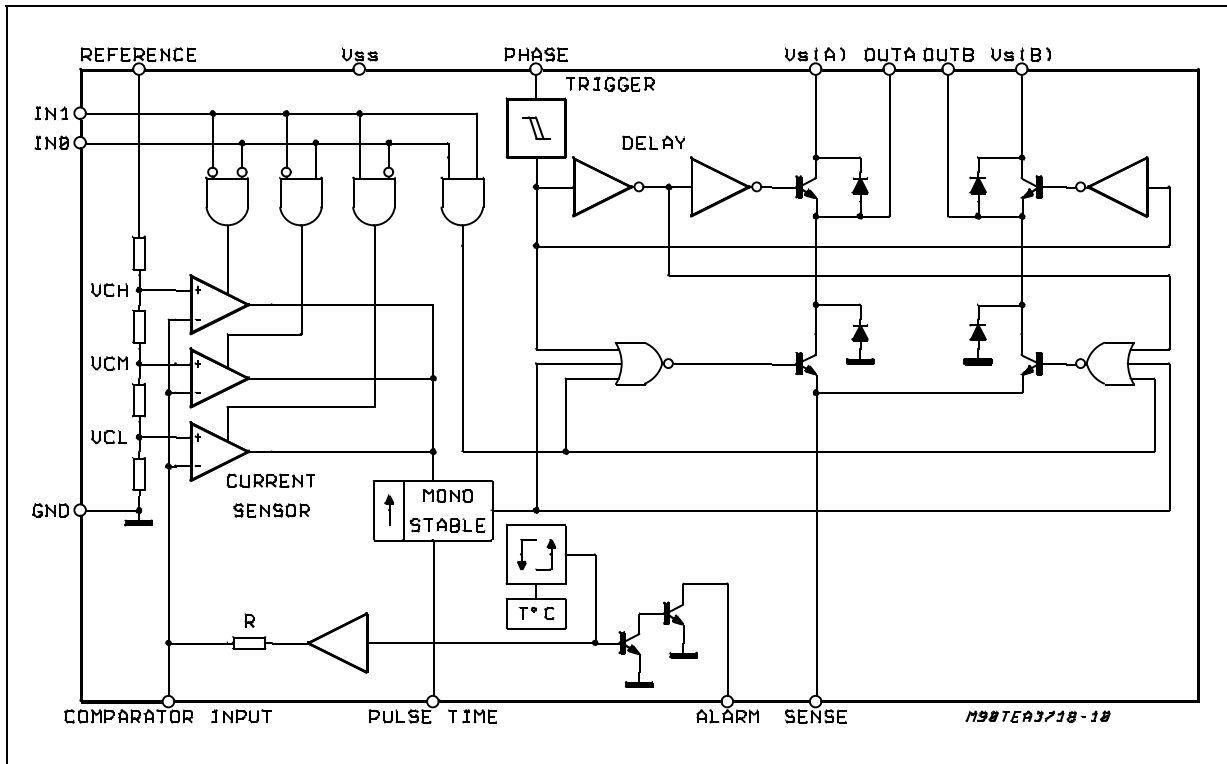 REFERENCE Vss PHASE Vs(A) OUTA OUTB Vs(B)
TRIGGER
IN1
IN0
DELAY
VCH
+
-
VCM
+
-
VCL
+
-
CURRENT
SENSOR
MONO
STABLE
GND
T°C
R
COMPARATOR INPUT PULSE TIME ALARM SENSE M90TEA3718-10